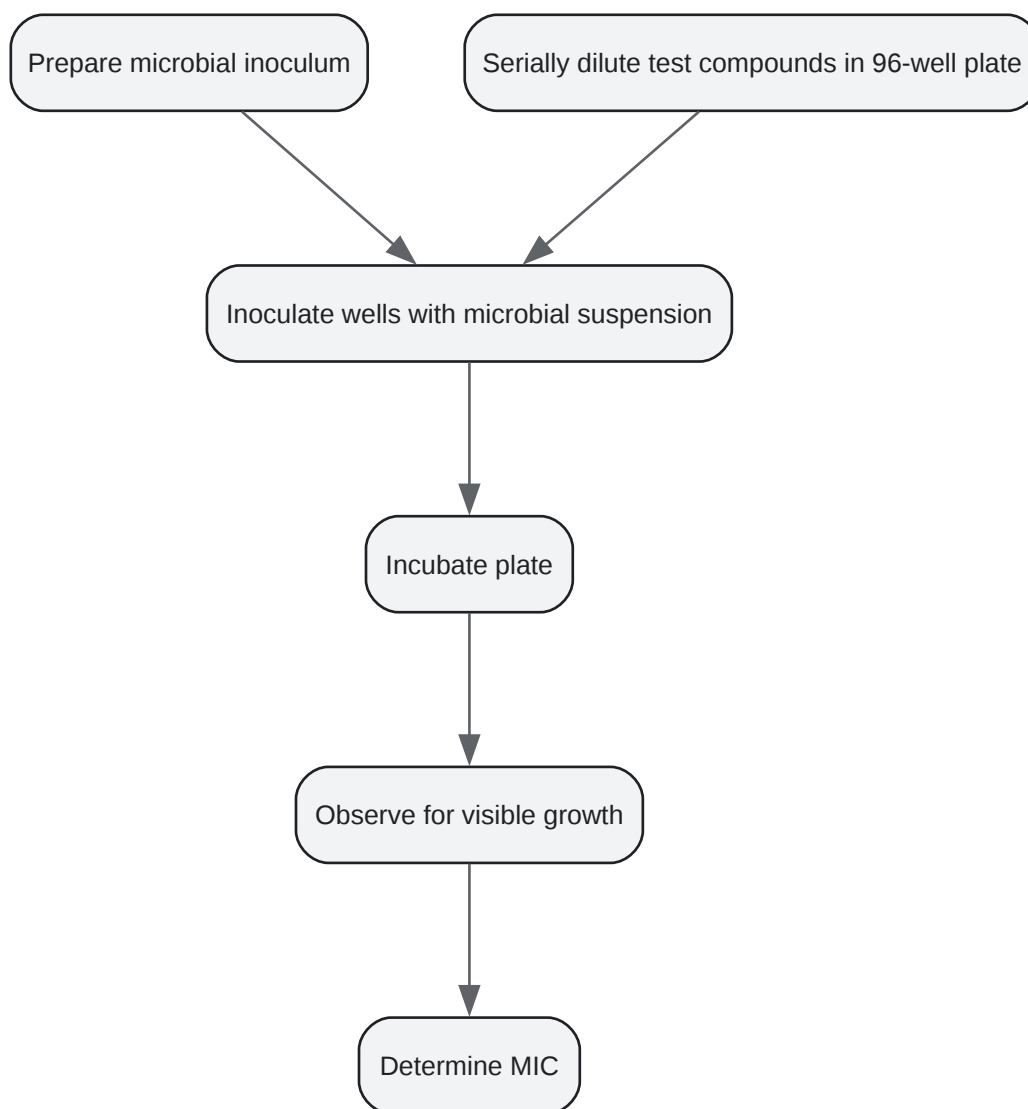 Prepare microbial inoculum
Serially dilute test compounds in 96-well plate
Inoculate wells with microbial suspension
Incubate plate
Observe for visible growth
Determine MIC